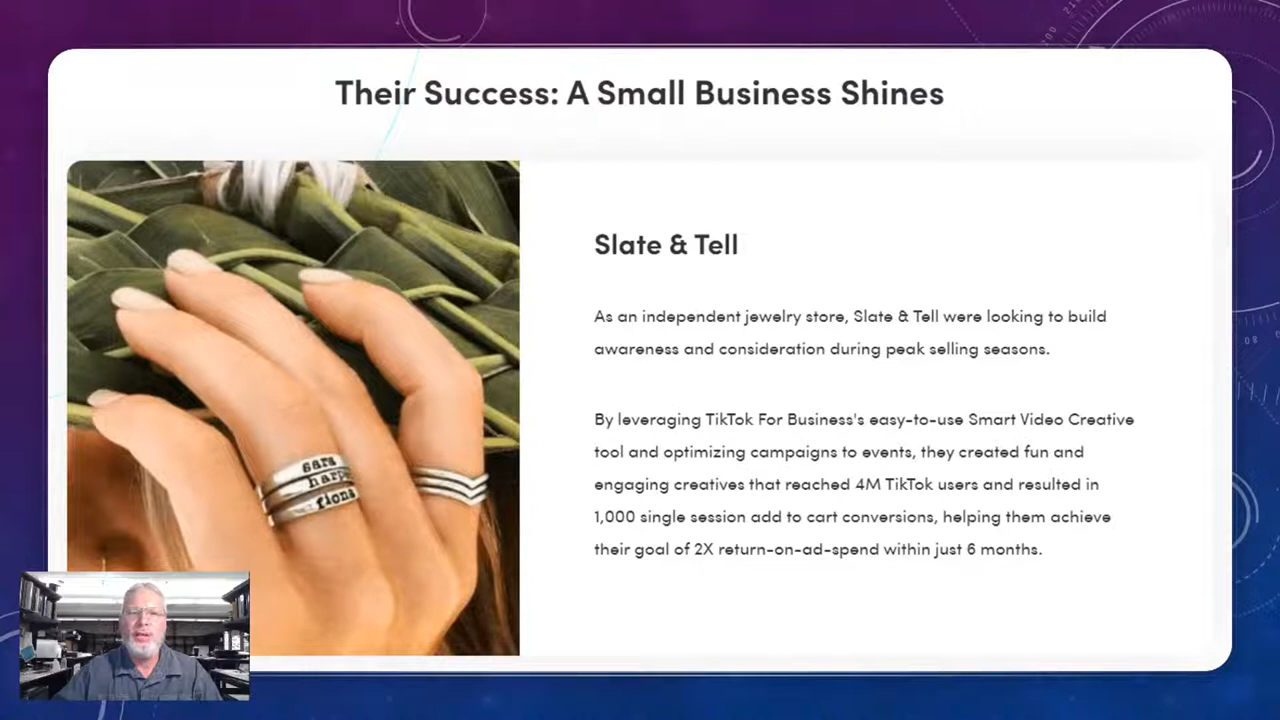 Their Success: A Small Business Shines
Slate & Tell
As an independent jewelry store, Slate & Tell were looking to build
awareness and consideration during peak selling seasons.
By leveraging TikTok For Business's easy-to-use Smart Video Creative
tool and optimizing campaigns to events, they created fun and
engaging creatives that reached 4M TikTok users and resulted in
1,000 single session add to cart conversions, helping them achieve
their goal of 2X return-on-ad-spend within just 6 months.
sara
harpe
fiona